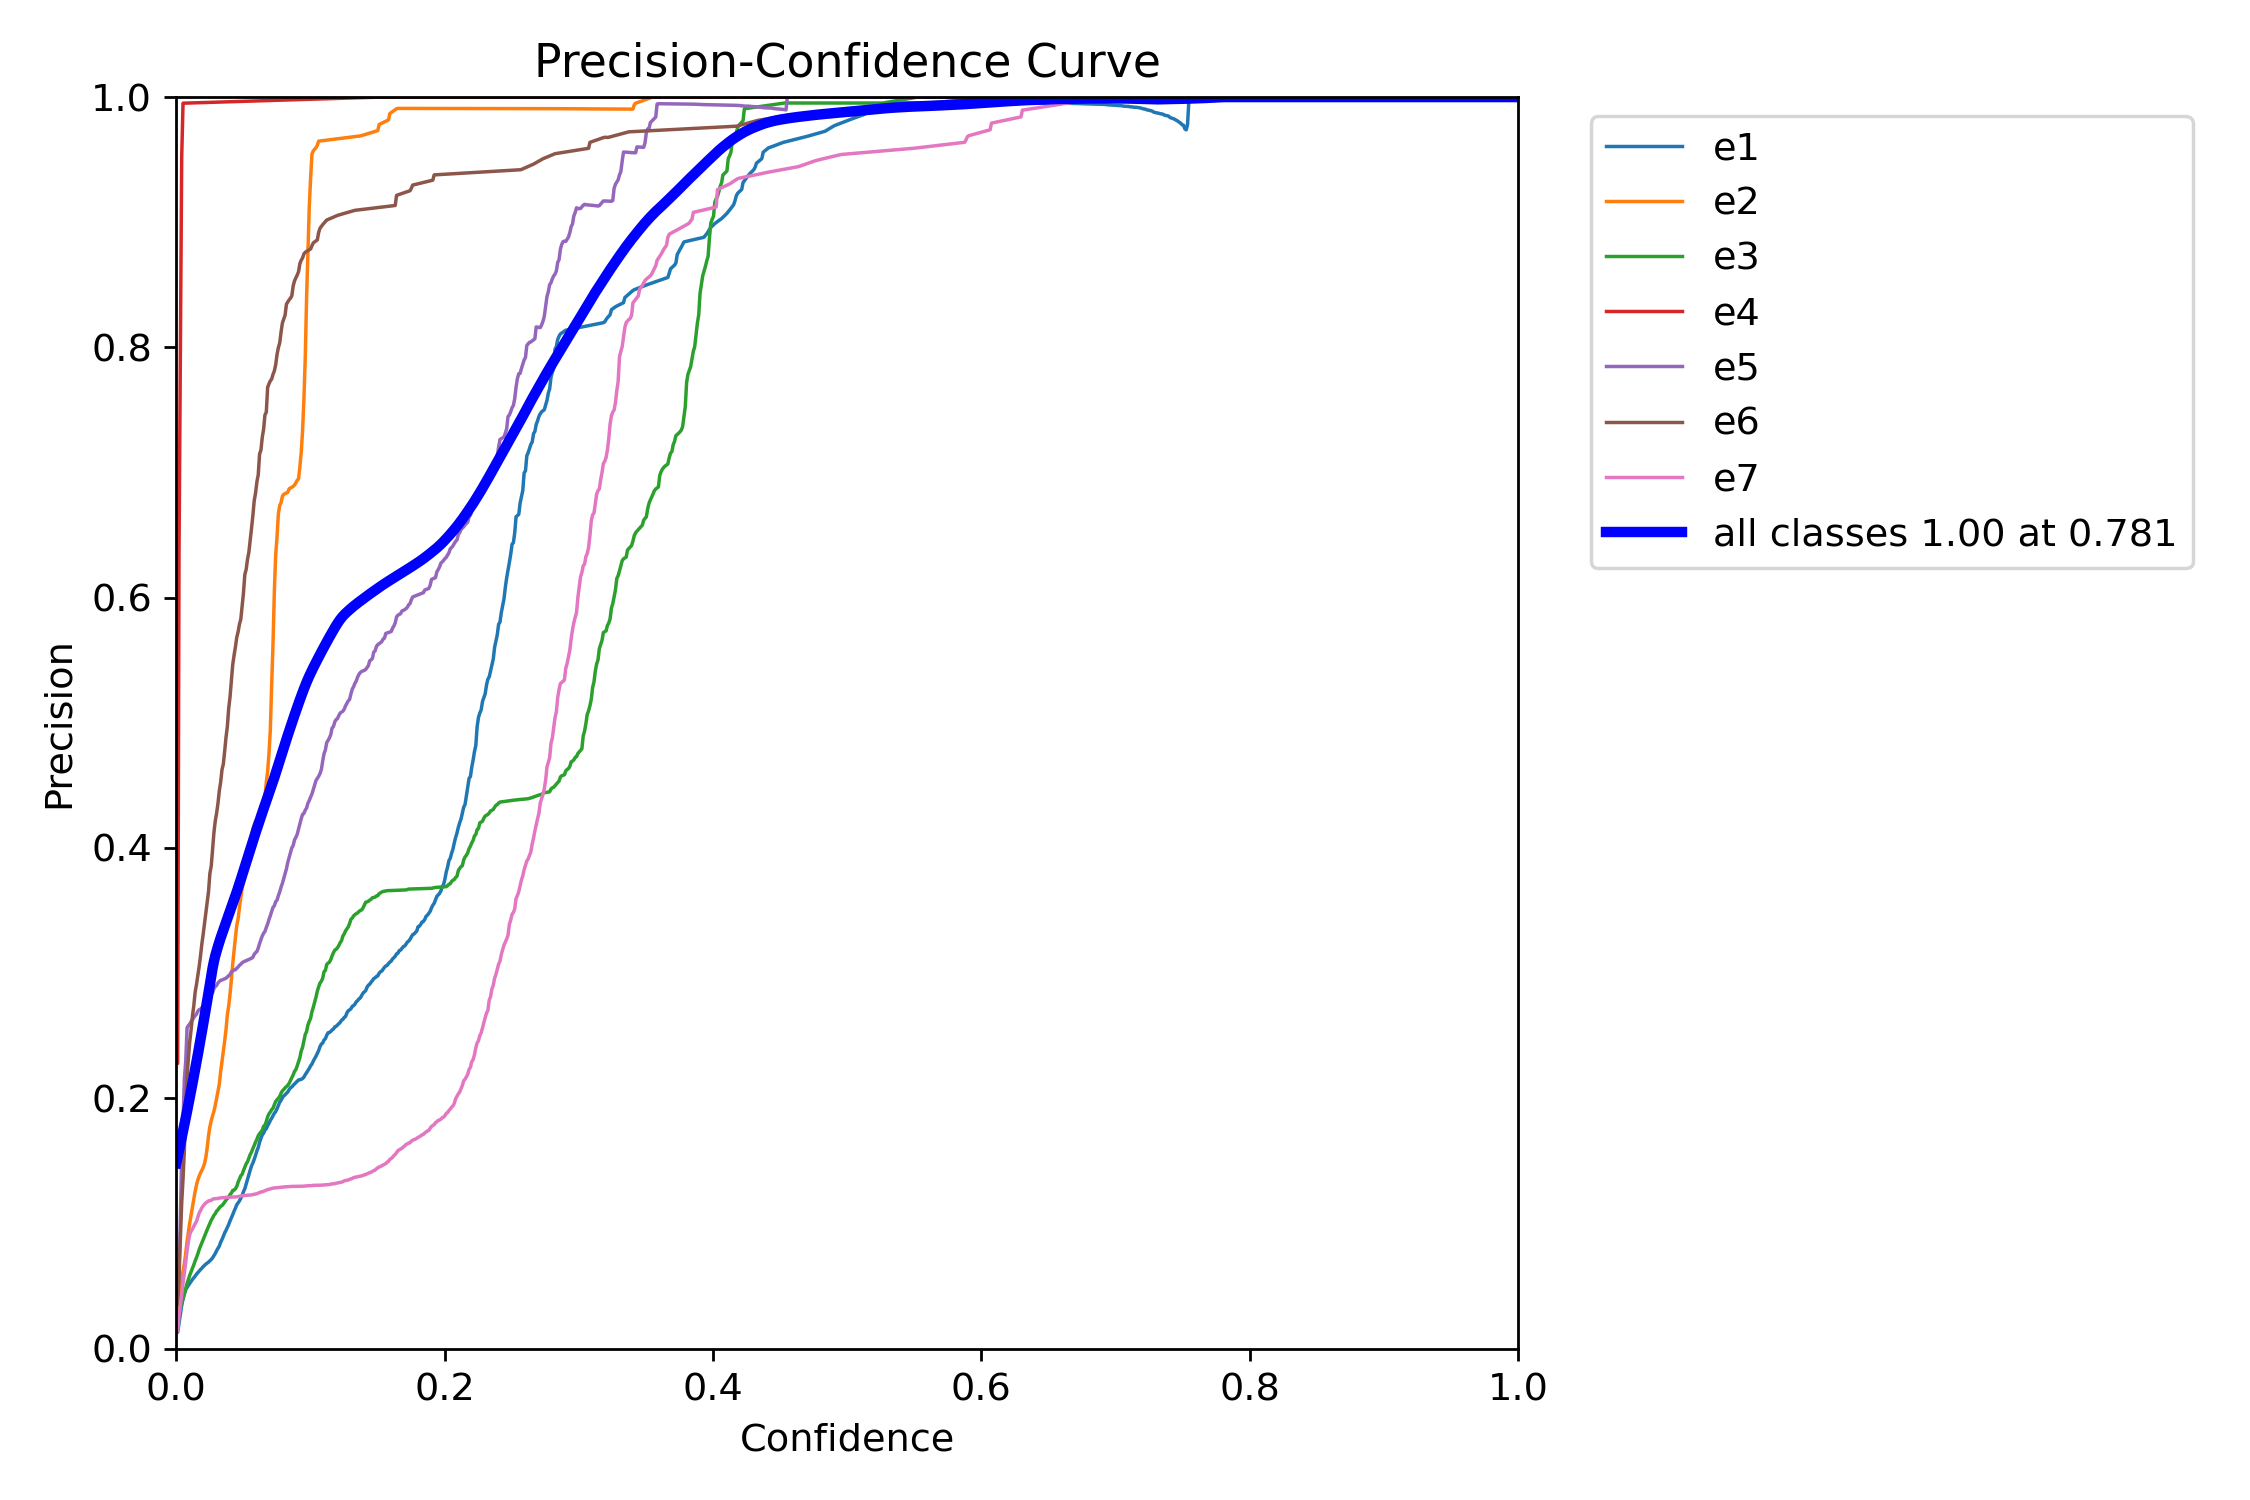 Precision-Confidence Curve
1.0
0.8
0.6
0.4
0.2
0.0
Precision
0.0 0.2 0.4 0.6 0.8 1.0
Confidence
e1
e2
e3
e4
e5
e6
e7
all classes 1.00 at 0.781